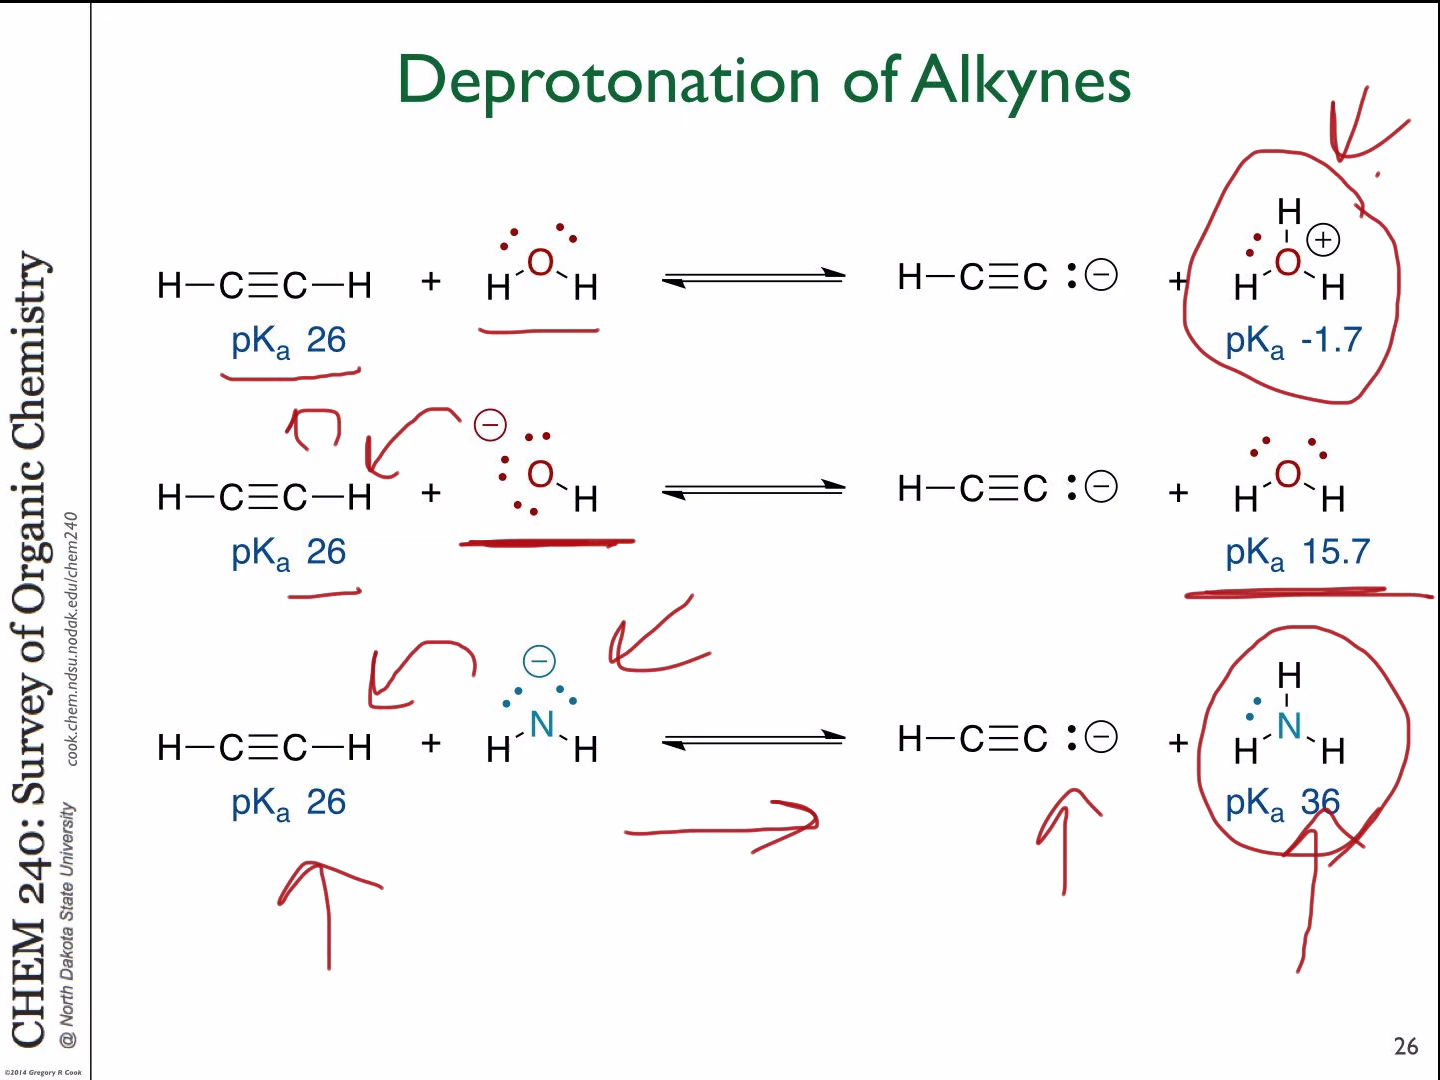 Deprotonation of Alkynes
H
H—C≡C—H + H O H ⇌ H—C≡C:⊖ + H O⊕ H
pKa 26 pKa -1.7
⊖
H—C≡C—H + O H ⇌ H—C≡C:⊖ + H O H
pKa 26 pKa 15.7
⊖ H
H—C≡C—H + H N H ⇌ H—C≡C:⊖ + H N H
pKa 26 pKa 36
26
CHEM 240: Survey of Organic Chemistry
@ North Dakota State University cook.chem.ndsu.nodak.edu/chem240
©2014 Gregory R Cook